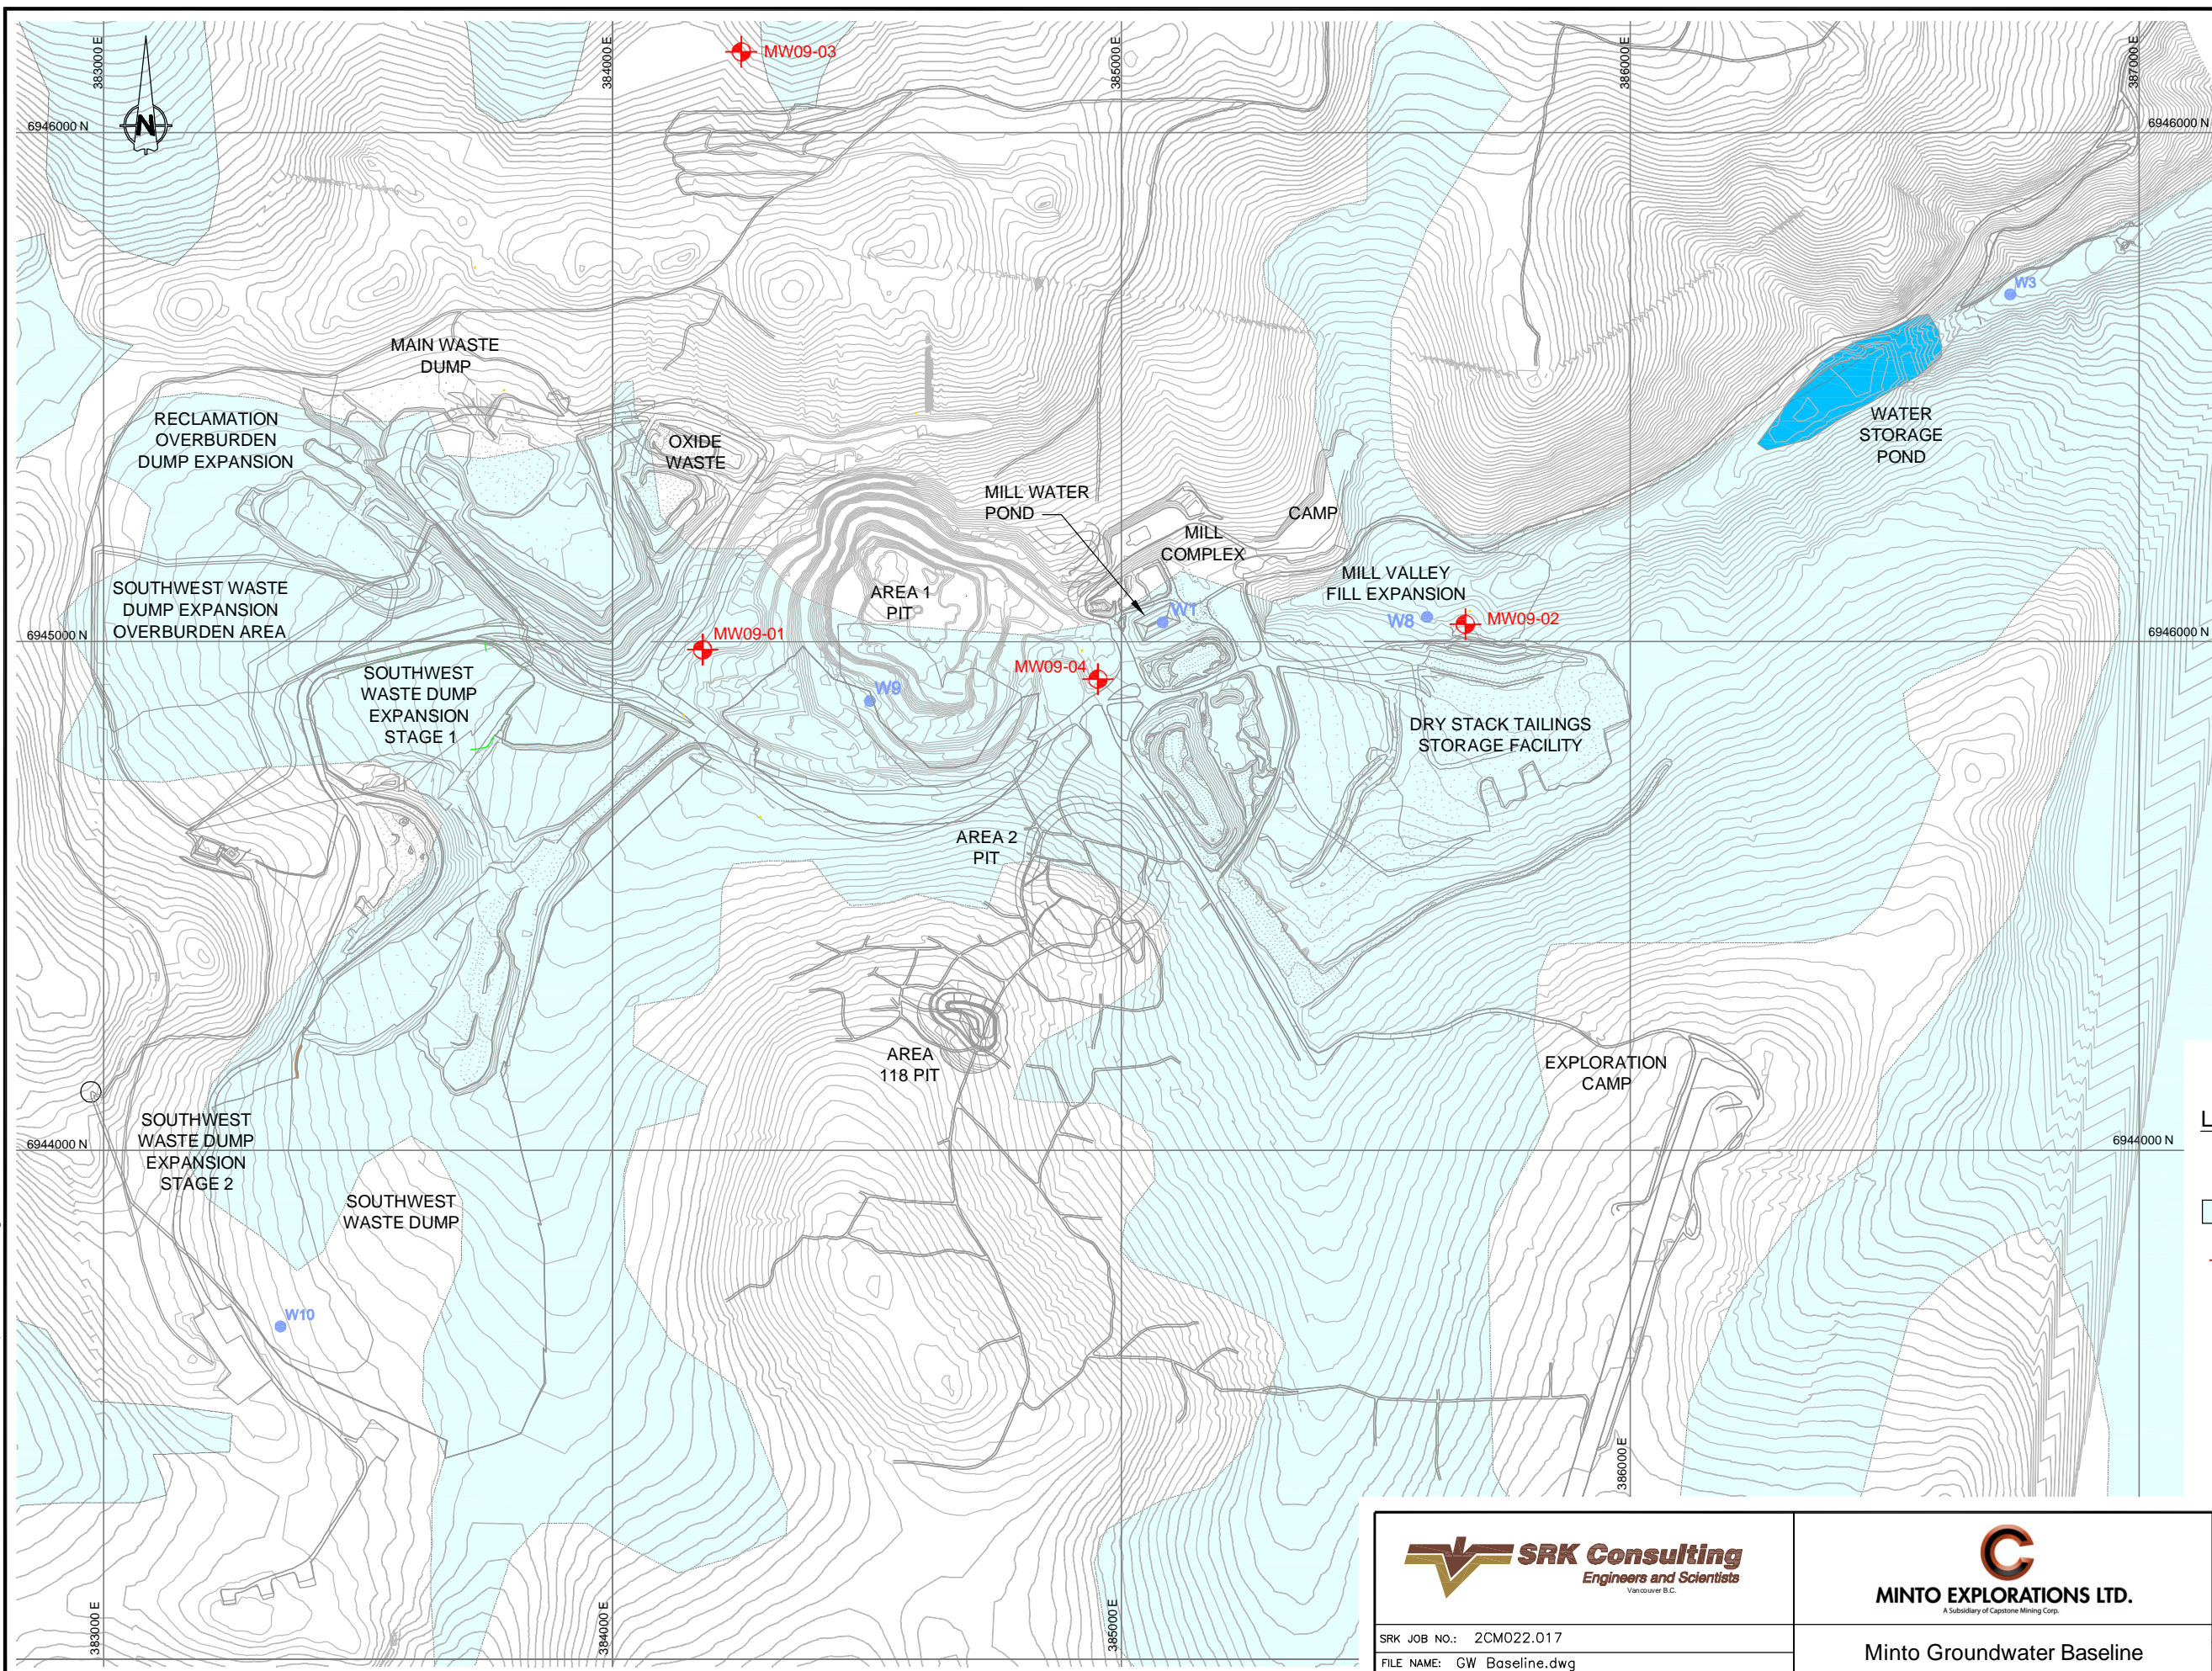 383000 E
384000 E
385000 E
386000 E
387000 E
MW09-03
N
6946000 N
6946000 N
W3
MAIN WASTE
DUMP
RECLAMATION
OVERBURDEN
DUMP EXPANSION
OXIDE
WASTE
WATER
STORAGE
POND
MILL WATER
POND
CAMP
MILL
COMPLEX
MILL VALLEY
FILL EXPANSION
AREA 1
PIT
SOUTHWEST WASTE
DUMP EXPANSION
OVERBURDEN AREA
W1
W8
MW09-02
6945000 N
6946000 N
MW09-01
MW09-04
W9
SOUTHWEST
WASTE DUMP
EXPANSION
STAGE 1
DRY STACK TAILINGS
STORAGE FACILITY
AREA 2
PIT
AREA
118 PIT
EXPLORATION
CAMP
L
SOUTHWEST
WASTE DUMP
EXPANSION
STAGE 2
6944000 N
6944000 N
SOUTHWEST
WASTE DUMP
W10
383000 E
384000 E
385000 E
386000 E
SRK Consulting
Engineers and Scientists
Vancouver B.C.
C
MINTO EXPLORATIONS LTD.
A Subsidiary of Capstone Mining Corp.
SRK JOB NO.: 2CM022.017
FILE NAME: GW Baseline.dwg
Minto Groundwater Baseline